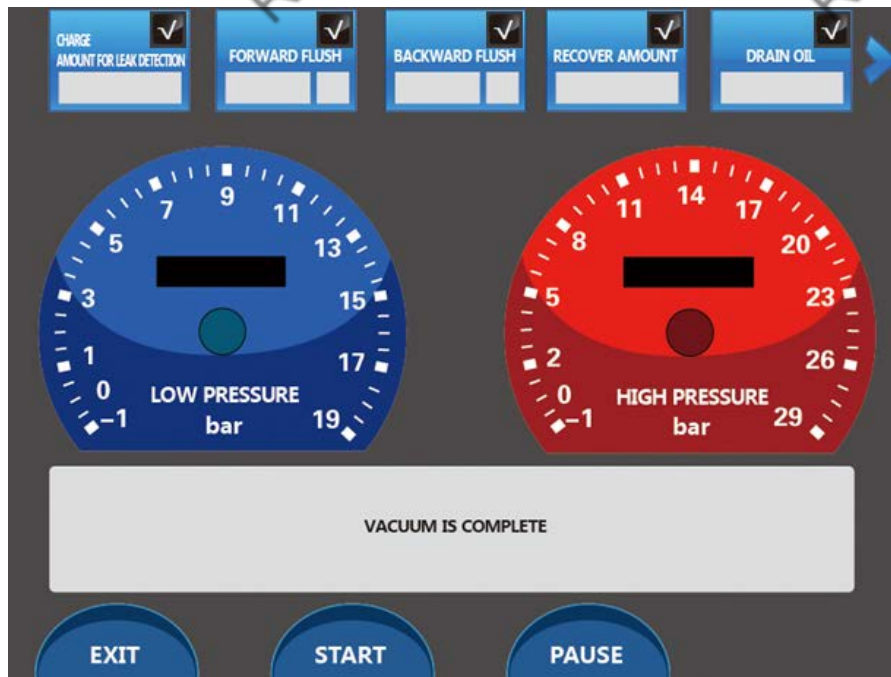 CHARGE
AMOUNT FOR LEAK DETECTION
FORWARD FLUSH
BACKWARD FLUSH
RECOVER AMOUNT
DRAIN OIL
-1
0
1
3
5
7
9
11
13
15
17
19
LOW PRESSURE
bar
-1
0
2
5
8
11
14
17
20
23
26
29
HIGH PRESSURE
bar
VACUUM IS COMPLETE
EXIT
START
PAUSE